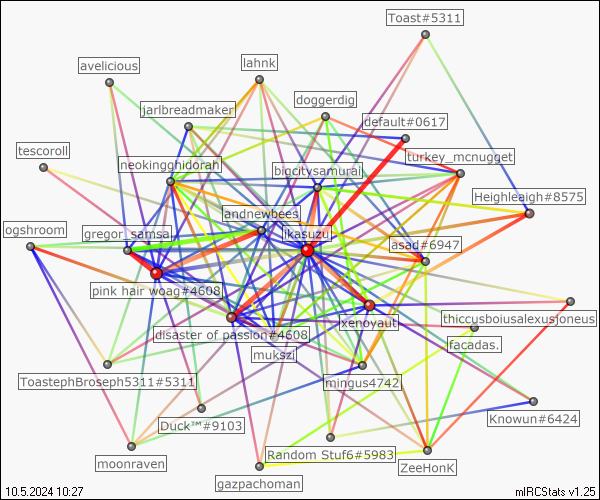 Toast#5311
avelicious
lahnk
doggerdig
jarlbreadmaker
default#0617
tescoroll
turkey_mcnugget
neokingghidorah
bigcitysamurai
Heighleigh#8575
andnewbees
ogshroom
gregor_samsa
ikasuzu
asad#6947
pink hair woag#4608
thiccusboiusalexusjoneus
xenoyaut
disaster of passion#4608
facadas.
mukszi
mingus4742
ToastephBroseph5311#5311
Knowun#6424
Duck™#9103
Random Stuf6#5983
moonraven
ZeeHonK
gazpachoman
10.5.2024 10:27
mIRCStats v1.25